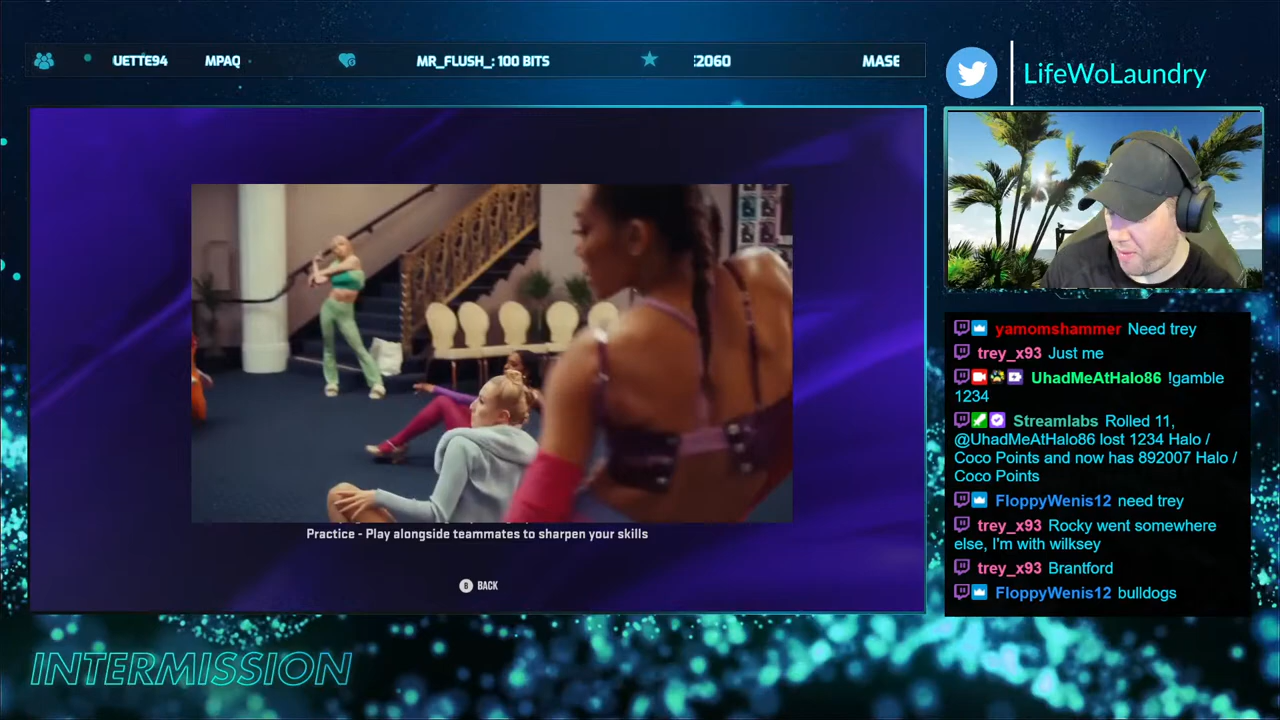 UETTE94 MPAQ MR_FLUSH_: 100 BITS 2060 MASE
LifeWoLaundry
yamomshammer Need trey
trey_x93 Just me
UhadMeAtHalo86 !gamble
1234
Streamlabs Rolled 11,
@UhadMeAtHalo86 lost 1234 Halo /
Coco Points and now has 892007 Halo /
Coco Points
FloppyWenis12 need trey
trey_x93 Rocky went somewhere
else, I'm with wilksey
trey_x93 Brantford
FloppyWenis12 bulldogs
Practice - Play alongside teammates to sharpen your skills
B BACK
INTERMISSION